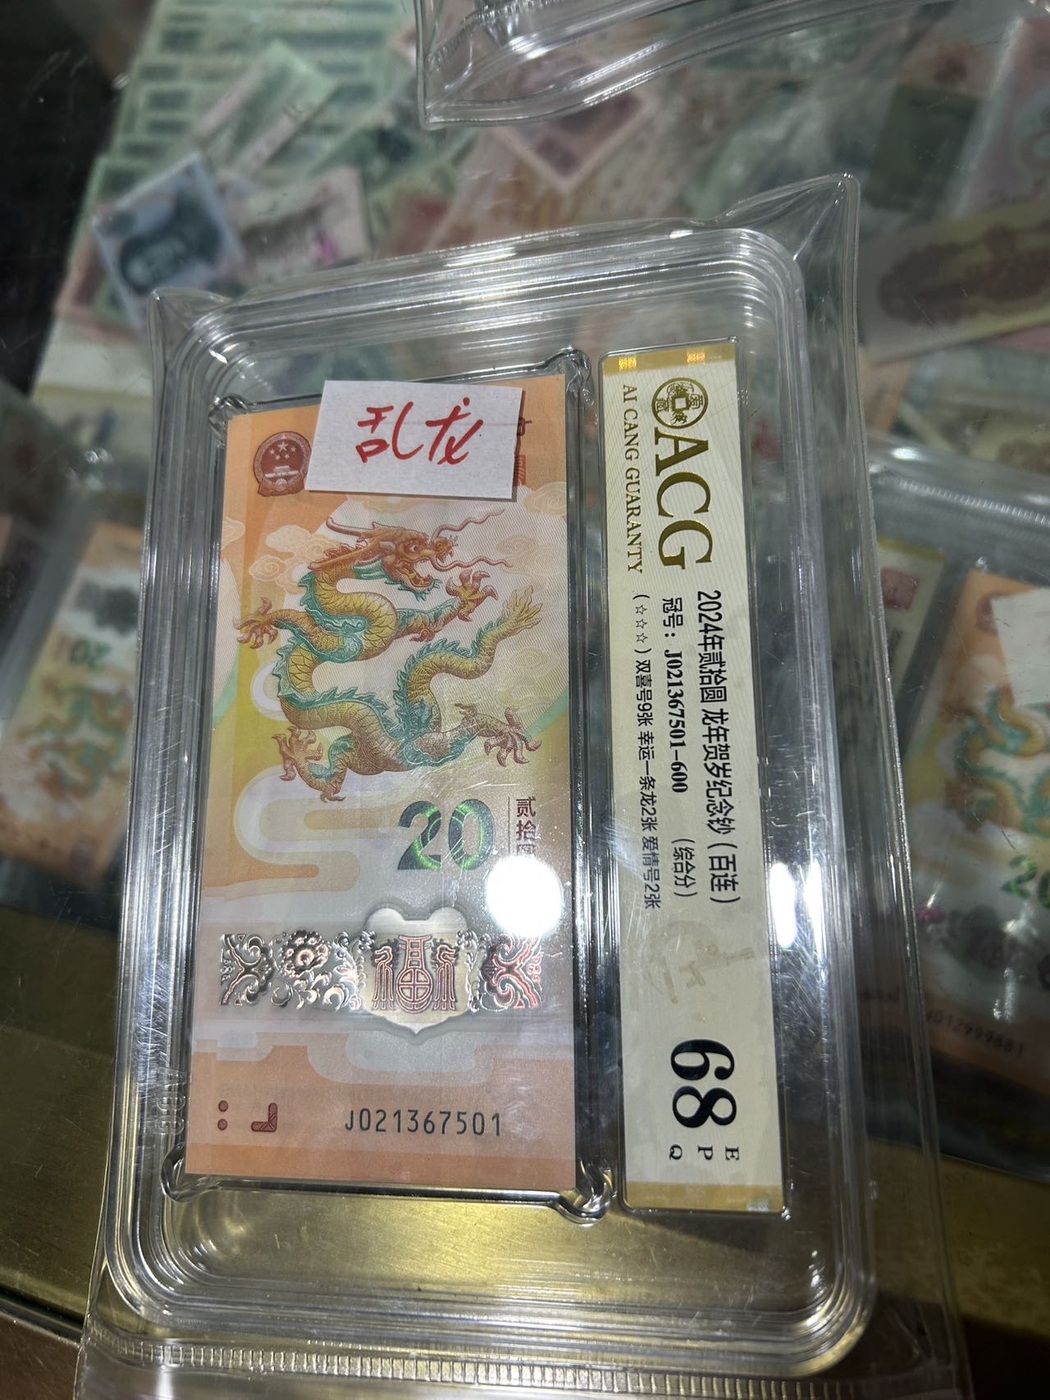 乱龙
20
贰拾圆
J021367501
ACG
AI CANG GUARANTY
2024年贰拾圆 龙年贺岁纪念钞（百连）
冠号：J021367501-600 （综合分）
（☆☆☆）双喜号9张 幸运一条龙2张 爱情号2张
68
E
P
Q